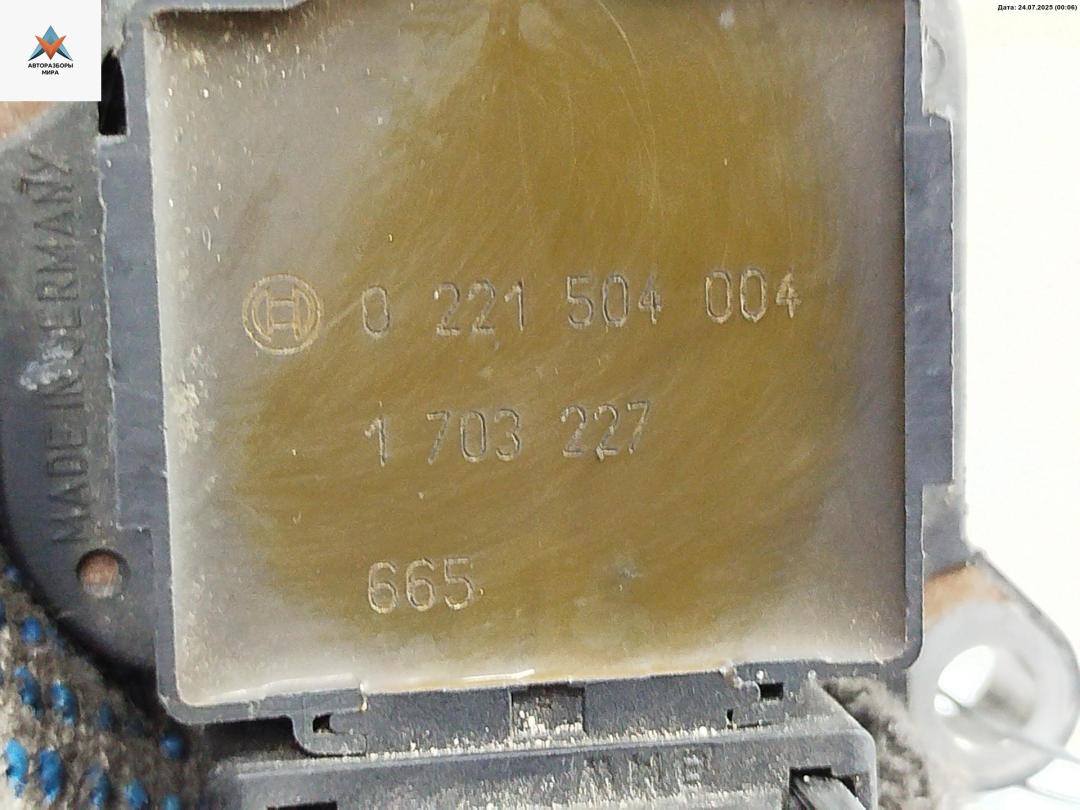 Дата: 24.07.2025 (00:06)
АВТОРАЗБОРЫ
МИРА
MADE IN GERMANY
0 221 504 004
1 703 227
665